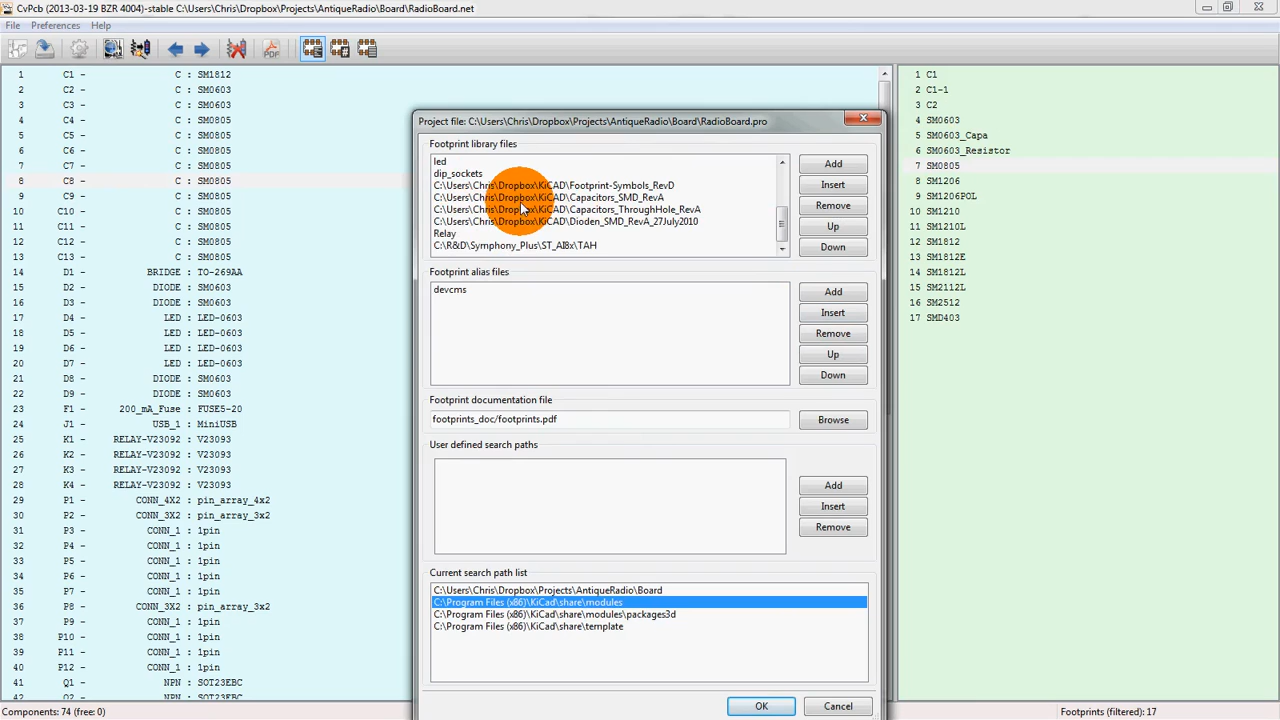 CvPcb (2013-03-19 BZR 4004)-stable C:\Users\Chris\Dropbox\Projects\AntiqueRadio\Board\RadioBoard.net
File Preferences Help
PDF
1 C1 - C : SM1812
2 C2 - C : SM0603
3 C3 - C : SM0805
4 C4 - C : SM0805
5 C5 - C : SM0805
6 C6 - C : SM0805
7 C7 - C : SM0805
8 C8 - C : SM0805
9 C9 - C : SM0805
10 C10 - C : SM0805
11 C11 - C : SM0805
12 C12 - C : SM0805
13 C13 - C : SM0805
14 D1 - BRIDGE : TO-269AA
15 D2 - DIODE : SM0603
16 D3 - DIODE : SM0603
17 D4 - LED : LED-0603
18 D5 - LED : LED-0603
19 D6 - LED : LED-0603
20 D7 - LED : LED-0603
21 D8 - DIODE : SM0603
22 D9 - DIODE : SM0603
23 F1 - 200_mA_Fuse : FUSE5-20
24 J1 - USB_1 : MiniUSB
25 K1 - RELAY-V23092 : V23093
26 K2 - RELAY-V23092 : V23093
27 K3 - RELAY-V23092 : V23093
28 K4 - RELAY-V23092 : V23093
29 P1 - CONN_4X2 : pin_array_4x2
30 P2 - CONN_3X2 : pin_array_3x2
31 P3 - CONN_1 : 1pin
32 P4 - CONN_1 : 1pin
33 P5 - CONN_1 : 1pin
34 P6 - CONN_1 : 1pin
35 P7 - CONN_1 : 1pin
36 P8 - CONN_3X2 : pin_array_3x2
37 P9 - CONN_1 : 1pin
38 P10 - CONN_1 : 1pin
39 P11 - CONN_1 : 1pin
40 P12 - CONN_1 : 1pin
41 Q1 - NPN : SOT23EBC
42 Q2 - NPN : SOT23EBC
Components: 74 (free: 0)
Project file: C:\Users\Chris\Dropbox\Projects\AntiqueRadio\Board\RadioBoard.pro
Footprint library files
led
dip_sockets
C:\Users\Chris\Dropbox\KiCAD\Footprint-Symbols_RevD
C:\Users\Chris\Dropbox\KiCAD\Capacitors_SMD_RevA
C:\Users\Chris\Dropbox\KiCAD\Capacitors_ThroughHole_RevA
C:\Users\Chris\Dropbox\KiCAD\Dioden_SMD_RevA_27July2010
Relay
C:\R&D\Symphony_Plus\ST_AI8x\TAH
Add
Insert
Remove
Up
Down
Footprint alias files
devcms
Add
Insert
Remove
Up
Down
Footprint documentation file
footprints_doc/footprints.pdf
Browse
User defined search paths
Add
Insert
Remove
Current search path list
C:\Users\Chris\Dropbox\Projects\AntiqueRadio\Board
C:\Program Files (x86)\KiCad\share\modules
C:\Program Files (x86)\KiCad\share\modules\packages3d
C:\Program Files (x86)\KiCad\share\template
OK Cancel
1 C1
2 C1-1
3 C2
4 SM0603
5 SM0603_Capa
6 SM0603_Resistor
7 SM0805
8 SM1206
9 SM1206POL
10 SM1210
11 SM1210L
12 SM1812
13 SM1812E
14 SM1812L
15 SM2112L
16 SM2512
17 SMD403
Footprints (filtered): 17